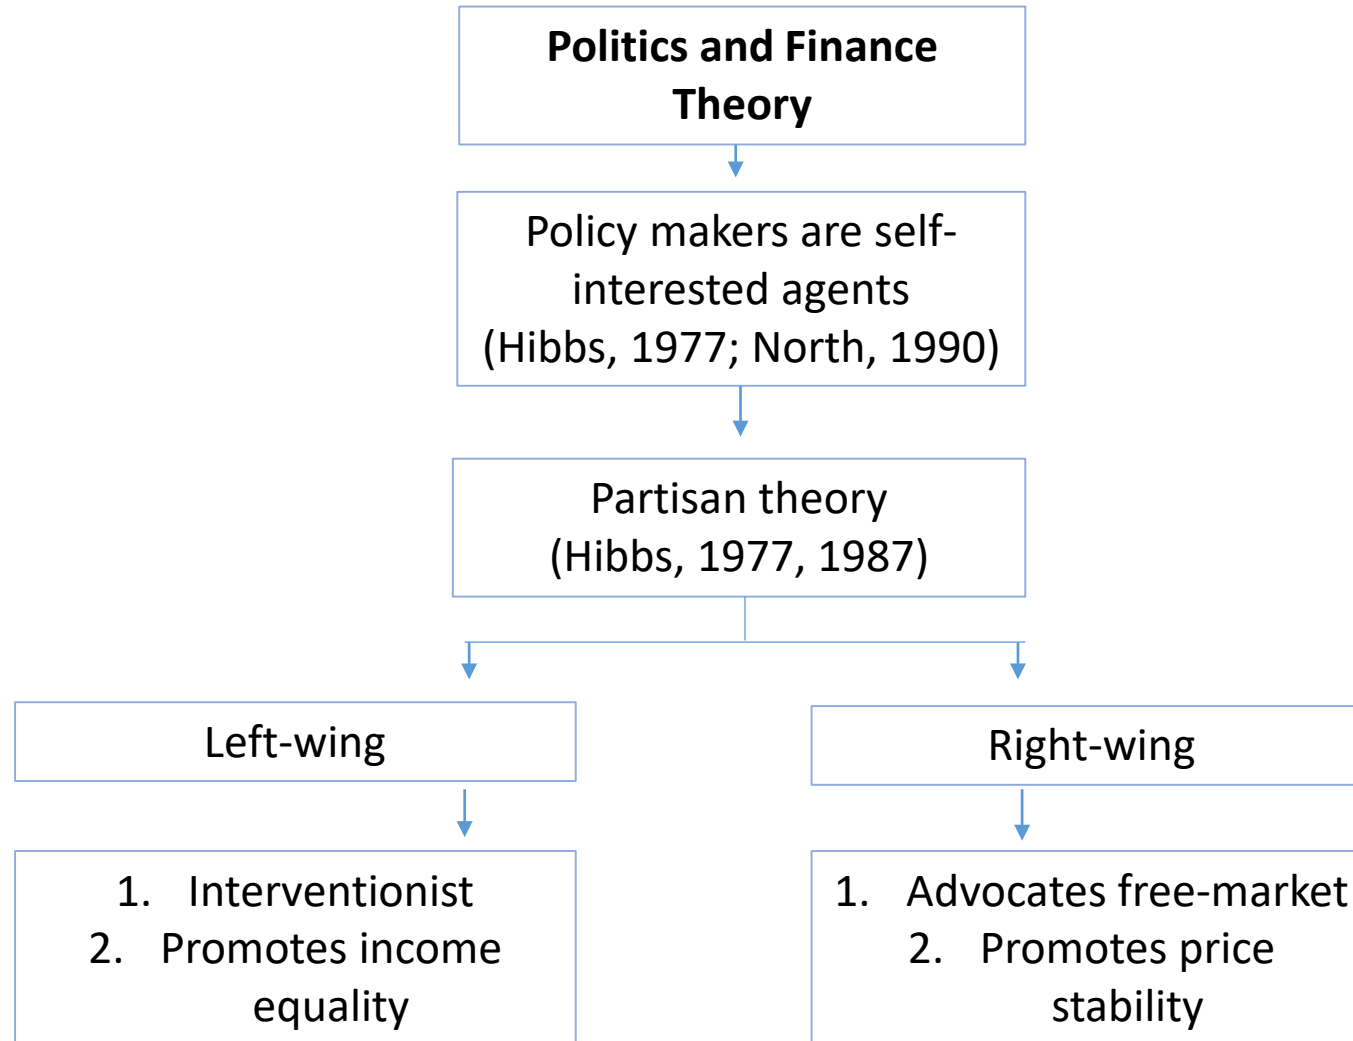 Politics and Finance
Theory
Policy makers are self-
interested agents
(Hibbs, 1977; North, 1990)
Partisan theory
(Hibbs, 1977, 1987)
Left-wing
Right-wing
1. Interventionist
2. Promotes income
equality
1. Advocates free-market
2. Promotes price
stability